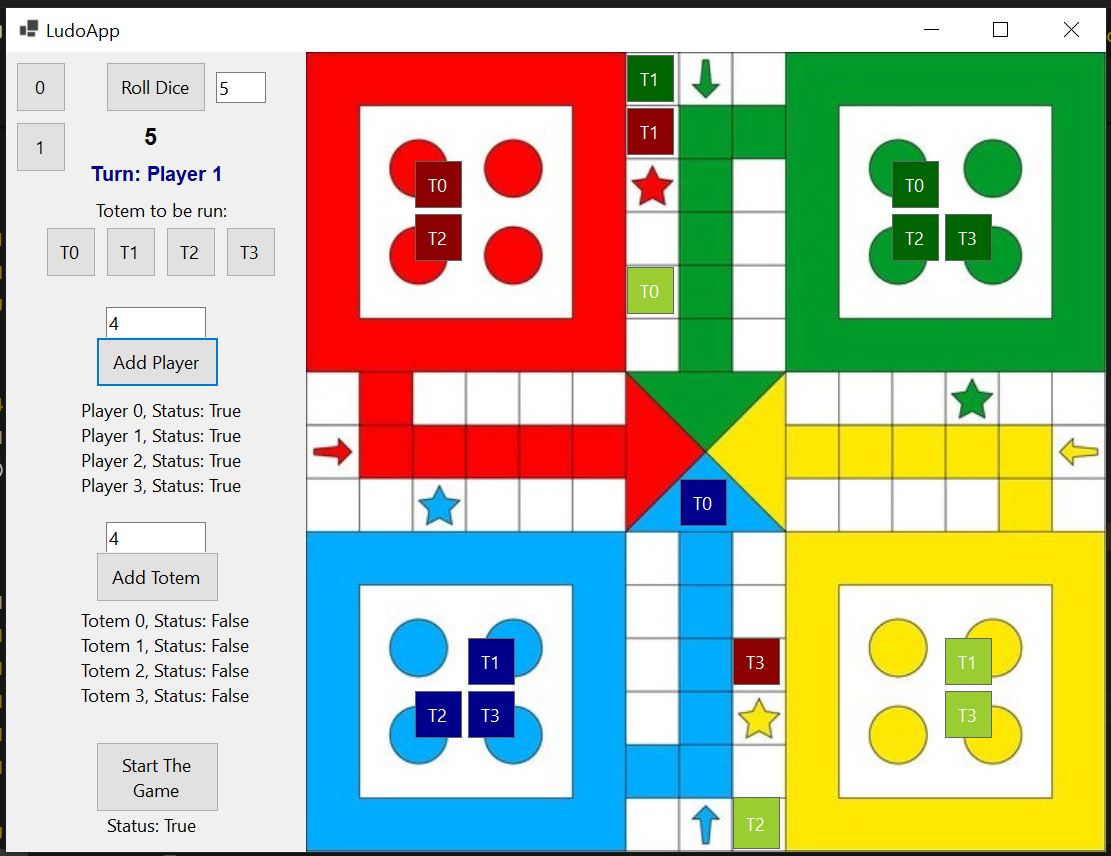 LudoApp
0
Roll Dice
5
1
5
Turn: Player 1
Totem to be run:
T0 T1 T2 T3
4
Add Player
Player 0, Status: True
Player 1, Status: True
Player 2, Status: True
Player 3, Status: True
4
Add Totem
Totem 0, Status: False
Totem 1, Status: False
Totem 2, Status: False
Totem 3, Status: False
Start The
Game
Status: True
T1
T1
T0
T2
T0
T0
T2 T3
T0
T1
T2 T3
T3
T2
T1
T3